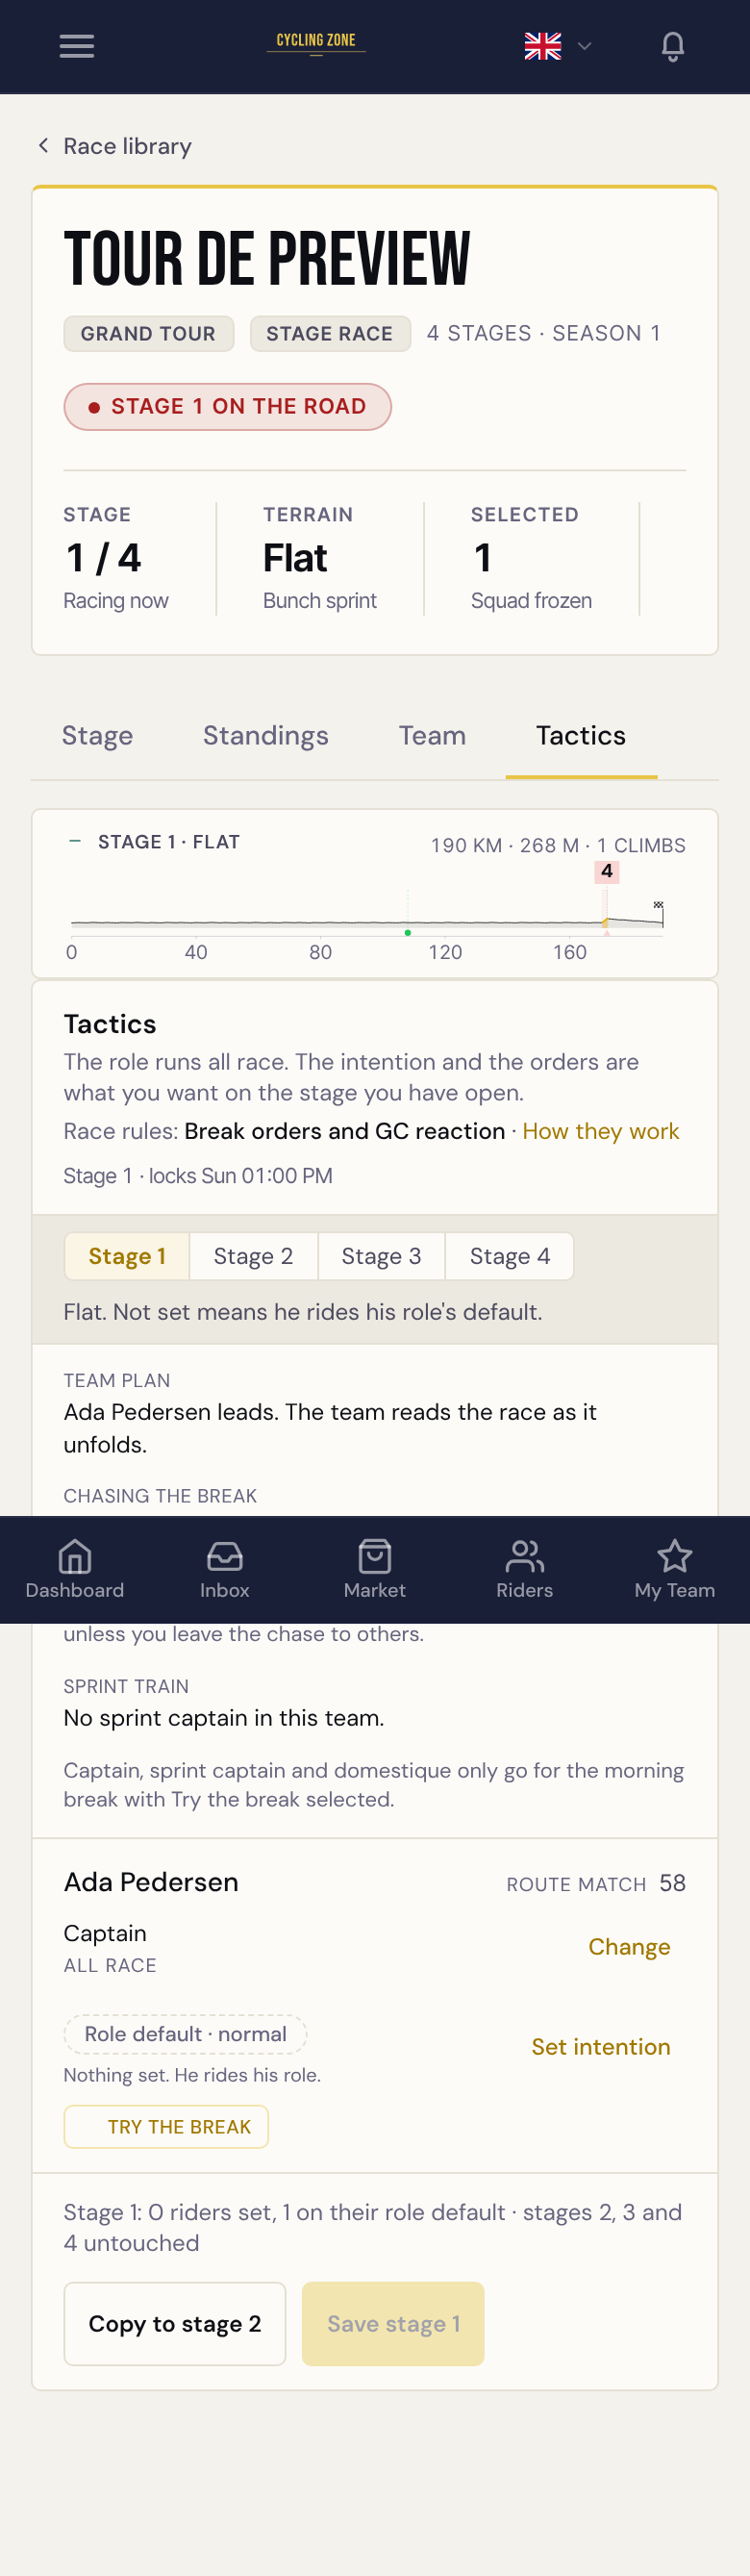 CYCLING ZONE
Race library
TOUR DE PREVIEW
GRAND TOUR STAGE RACE 4 STAGES · SEASON 1
STAGE 1 ON THE ROAD
STAGE TERRAIN SELECTED
1 / 4 Flat 1
Racing now Bunch sprint Squad frozen
Stage Standings Team Tactics
STAGE 1 · FLAT 190 KM · 268 M · 1 CLIMBS
4
0 40 80 120 160
Tactics
The role runs all race. The intention and the orders are
what you want on the stage you have open.
Race rules: Break orders and GC reaction · How they work
Stage 1 · locks Sun 01:00 PM
Stage 1 Stage 2 Stage 3 Stage 4
Flat. Not set means he rides his role's default.
TEAM PLAN
Ada Pedersen leads. The team reads the race as it
unfolds.
CHASING THE BREAK
Dashboard Inbox Market Riders My Team
unless you leave the chase to others.
SPRINT TRAIN
No sprint captain in this team.
Captain, sprint captain and domestique only go for the morning
break with Try the break selected.
Ada Pedersen ROUTE MATCH 58
Captain
ALL RACE
Change
Role default · normal
Nothing set. He rides his role.
Set intention
TRY THE BREAK
Stage 1: 0 riders set, 1 on their role default · stages 2, 3 and
4 untouched
Copy to stage 2 Save stage 1